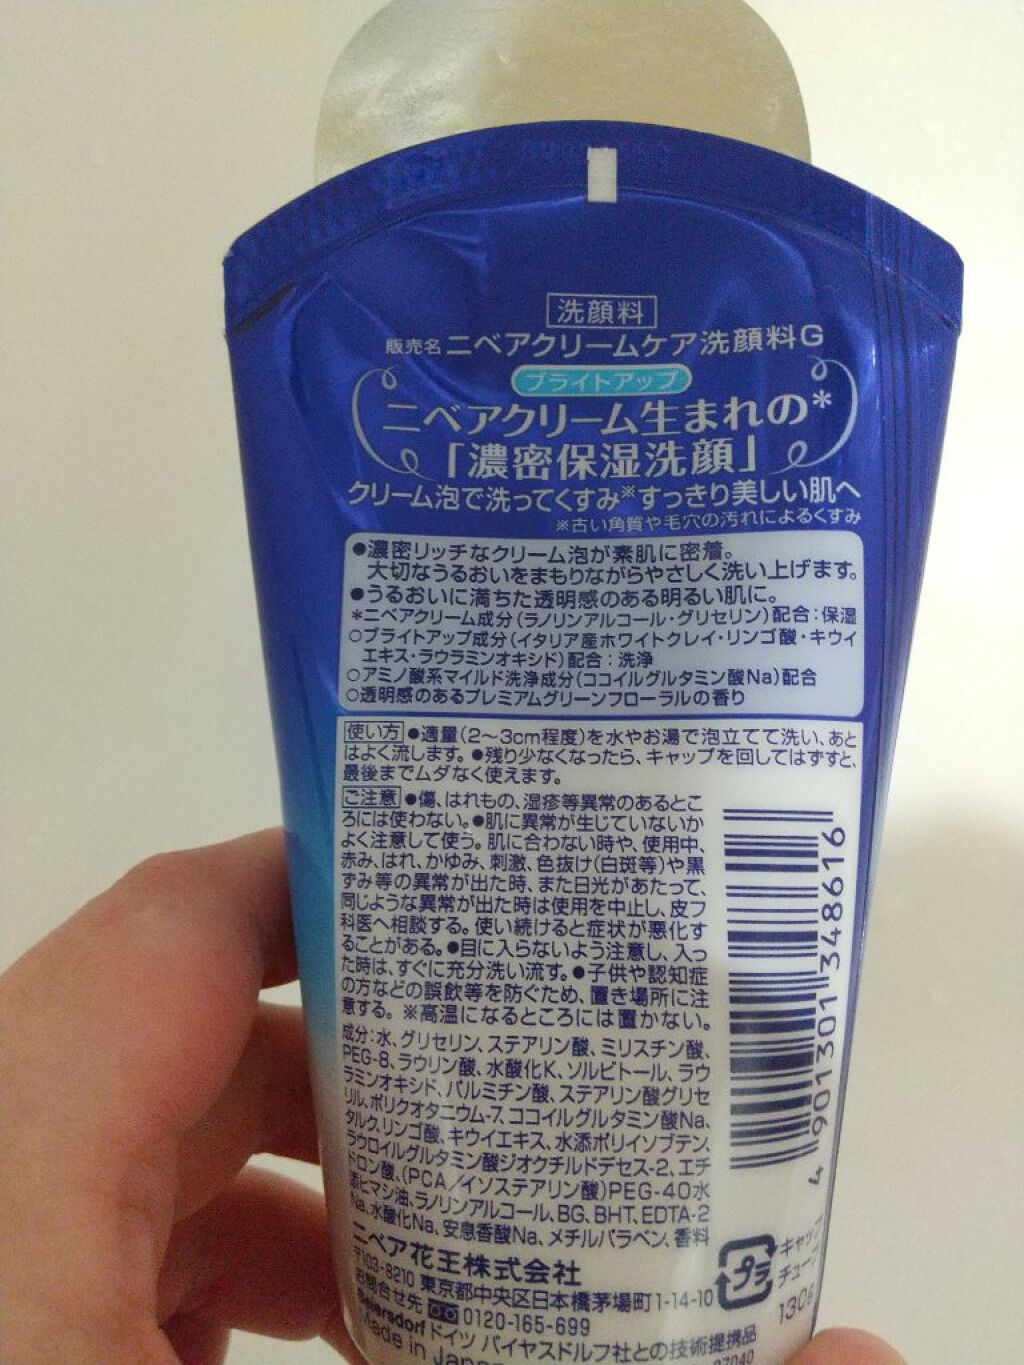 洗顔料
販売名ニベアクリームケア洗顔料G
ブライトアップ
ニベアクリーム生まれの*
「濃密保湿洗顔」
クリーム泡で洗ってくすみ※すっきり美しい肌へ
※古い角質や毛穴の汚れによるくすみ
●濃密リッチなクリーム泡が素肌に密着。
大切なうるおいをまもりながらやさしく洗い上げます。
●うるおいに満ちた透明感のある明るい肌に。
*ニベアクリーム成分(ラノリンアルコール・グリセリン)配合:保湿
○ブライトアップ成分(イタリア産ホワイトクレイ・リンゴ酸・キウイ
エキス・ラウラミンオキシド)配合:洗浄
○アミノ酸系マイルド洗浄成分(ココイルグルタミン酸Na)配合
○透明感のあるプレミアムグリーンフローラルの香り
使い方 ●適量(2〜3cm程度)を水やお湯で泡立てて洗い、あと
はよく流します。●残り少なくなったら、キャップを回してはずすと、
最後までムダなく使えます。
ご注意 ●傷、はれもの、湿疹等異常のあるとこ
ろには使わない。●肌に異常が生じていないか
よく注意して使う。肌に合わない時や、使用中、
赤み、はれ、かゆみ、刺激、色抜け(白斑等)や黒
ずみ等の異常が出た時、また日光があたって、
同じような異常が出た時は使用を中止し、皮フ
科医へ相談する。使い続けると症状が悪化す
ることがある。●目に入らないよう注意し、入っ
た時は、すぐに充分洗い流す。●子供や認知症
の方などの誤飲等を防ぐため、置き場所に注
意する。※高温になるところには置かない。
成分:水、グリセリン、ステアリン酸、ミリスチン酸、
PEG-8、ラウリン酸、水酸化K、ソルビトール、ラウ
ラミンオキシド、パルミチン酸、ステアリン酸グリセ
リル、ポリクオタニウム-7、ココイルグルタミン酸Na、
タルク、リンゴ酸、キウイエキス、水添ポリイソブテン、
ラウロイルグルタミン酸ジオクチルドデセス-2、エチ
ドロン酸、(PCA/イソステアリン酸)PEG-40水
添ヒマシ油、ラノリンアルコール、BG、BHT、EDTA-2
Na、水酸化Na、安息香酸Na、メチルパラベン、香料
ニベア花王株式会社
〒103-8210 東京都中央区日本橋茅場町1-14-10
お問合せ先 0120-165-699
Beiersdorf ドイツ バイヤスドルフ社との技術提携品
Made in Japan
4 901301 348616
プラ
キャップ
チューブ
130g